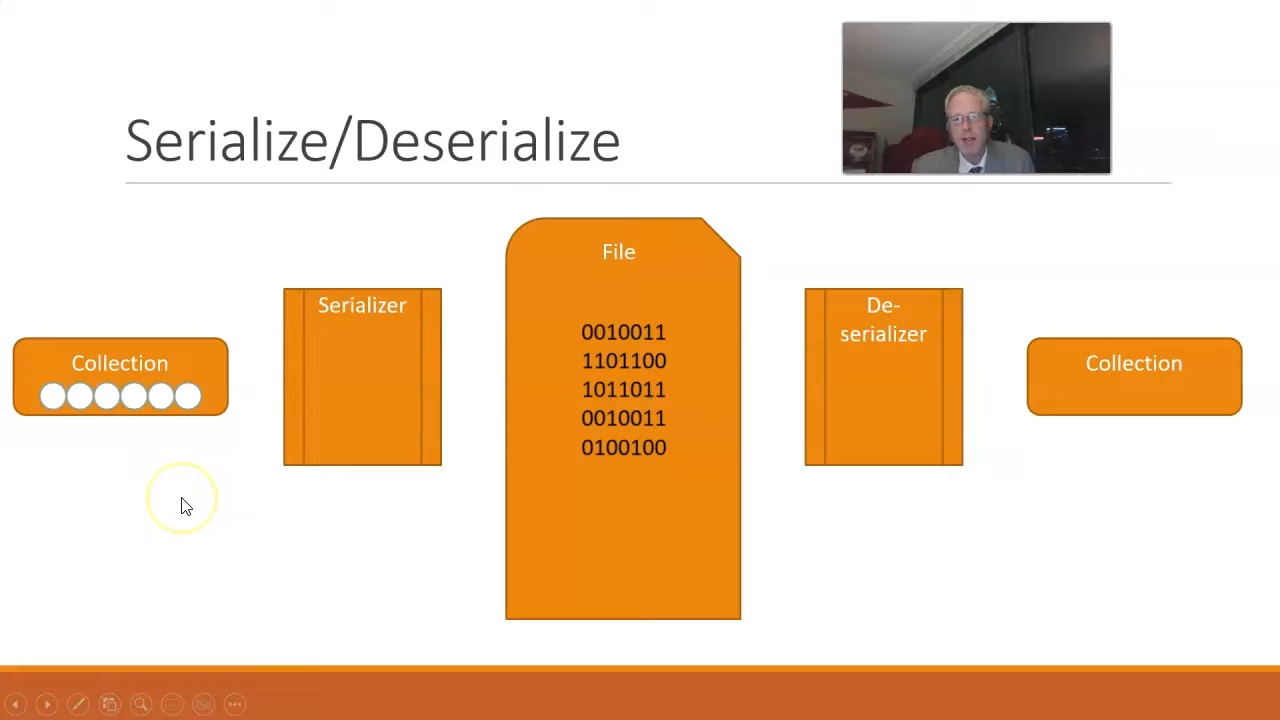 Serialize/Deserialize
Collection
Serializer
File
0010011
1101100
1011011
0010011
0100100
De-
serializer
Collection